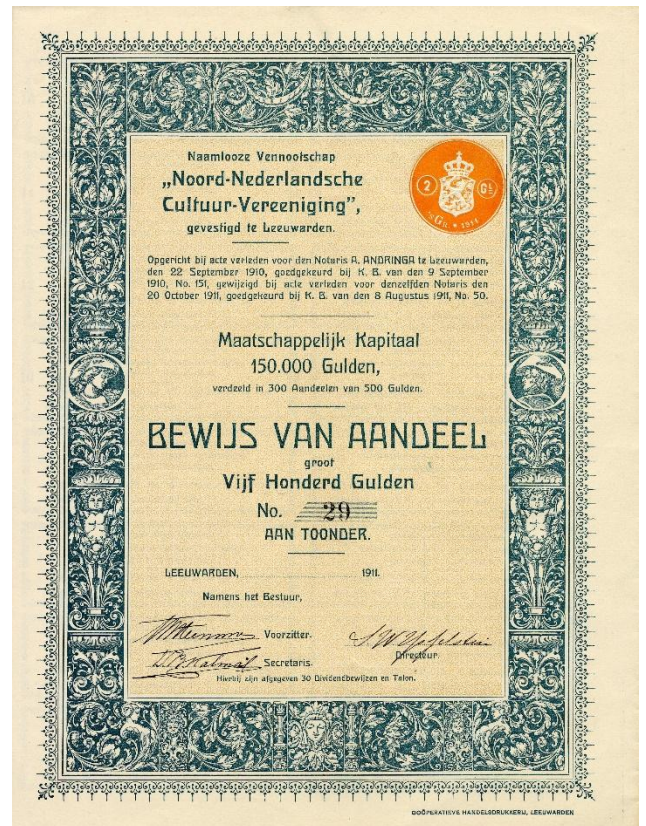 Naamlooze Vennootschap
„Noord-Nederlandsche
Cultuur-Vereeniging”,
gevestigd te Leeuwarden.
2 Gs
1911
Opgericht bij acte verleden voor den Notaris A. ANDRINGA te Leeuwarden,
den 22 September 1910, goedgekeurd bij K. B. van den 9 September
1910, No. 151, gewijzigd bij acte verleden voor denzelfden Notaris den
20 October 1911, goedgekeurd bij K. B. van den 8 Augustus 1911, No. 50.
Maatschappelijk Kapitaal
150.000 Gulden,
verdeeld in 300 Aandeelen van 500 Gulden.
BEWIJS VAN AANDEEL
groot
Vijf Honderd Gulden
No. 29
AAN TOONDER.
LEEUWARDEN, 1911.
Namens het Bestuur,
Voorzitter.
Directeur.
Secretaris.
Hierbij zijn afgegeven 30 Dividendbewijzen en Talon.
COÖPERATIEVE HANDELSDRUKKERIJ, LEEUWARDEN